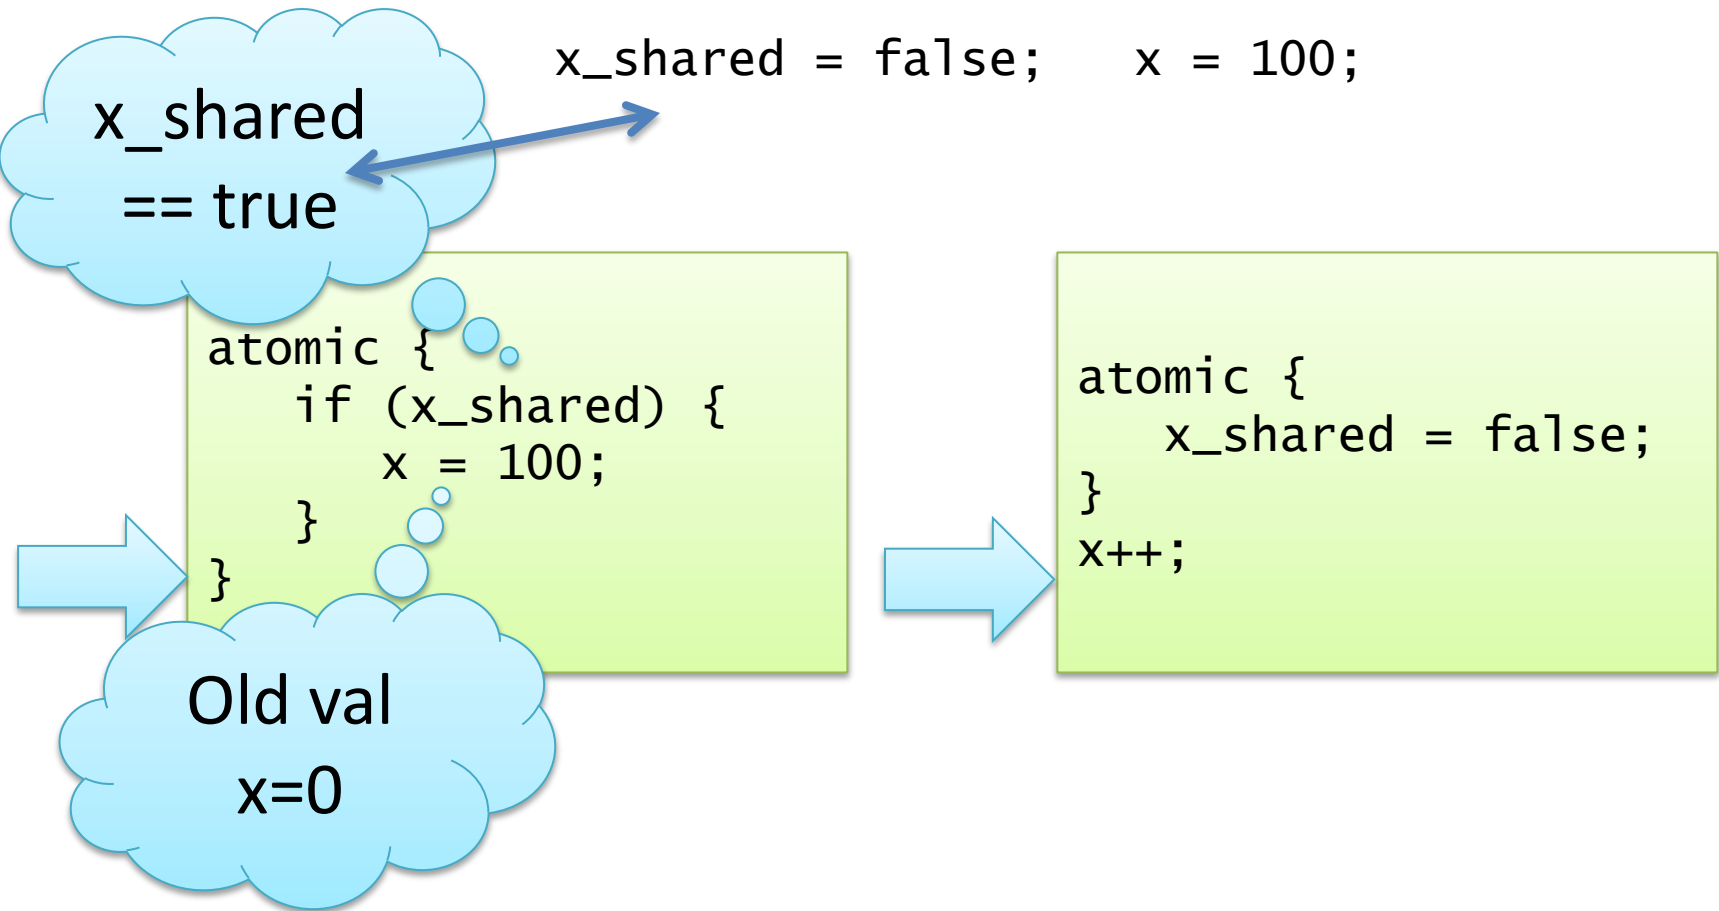 x_shared = false;   x = 100;
x_shared
== true
atomic {
   if (x_shared) {
      x = 100;
   }
}
Old val
x=0
atomic {
   x_shared = false;
}
x++;